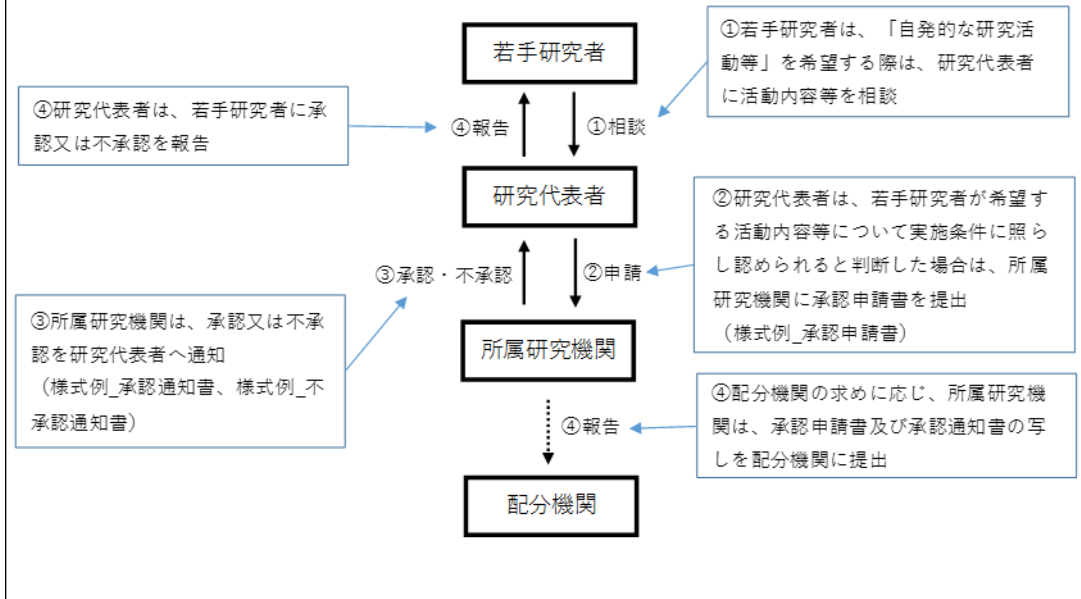 若手研究者
①若手研究者は、「自発的な研究活
動等」を希望する際は、研究代表者
に活動内容等を相談
④研究代表者は、若手研究者に承
認又は不承認を報告
④報告
①相談
研究代表者
②研究代表者は、若手研究者が希望す
る活動内容等について実施条件に照ら
し認められると判断した場合は、所属
研究機関に承認申請書を提出
（様式例_承認申請書）
③承認・不承認
②申請
③所属研究機関は、承認又は不承
認を研究代表者へ通知
（様式例_承認通知書、様式例_不
承認通知書）
所属研究機関
④配分機関の求めに応じ、所属研究機
関は、承認申請書及び承認通知書の写
しを配分機関に提出
④報告
配分機関